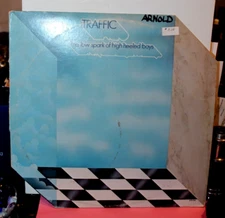 TRAFFIC
ARNOLD
the low spark of high heeled boys